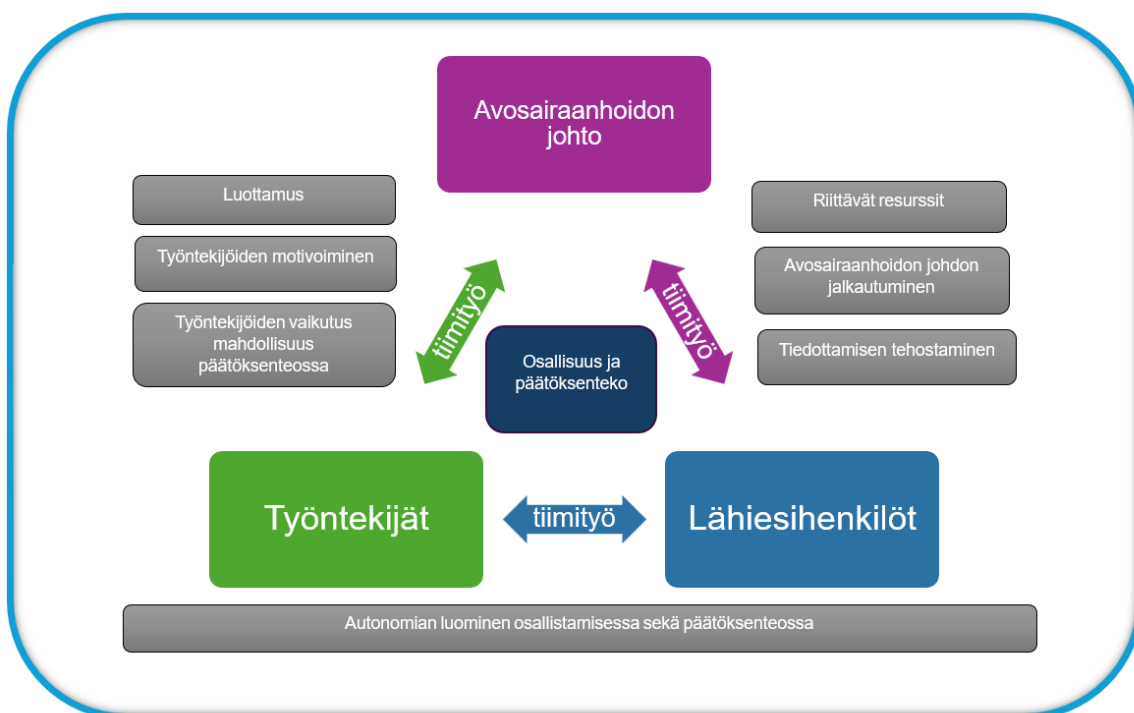 Avosairaanhoidon
johto
Luottamus
Työntekijöiden motivoiminen
Työntekijöiden vaikutus
mahdollisuus
päätöksenteossa
Riittävät resurssit
Avosairaanhoidon johdon
jalkautuminen
Tiedottamisen tehostaminen
tiimityö
tiimityö
Osallisuus ja
päätöksenteko
Työntekijät
tiimityö
Lähiesihenkilöt
Autonomian luominen osallistamisessa sekä päätöksenteossa